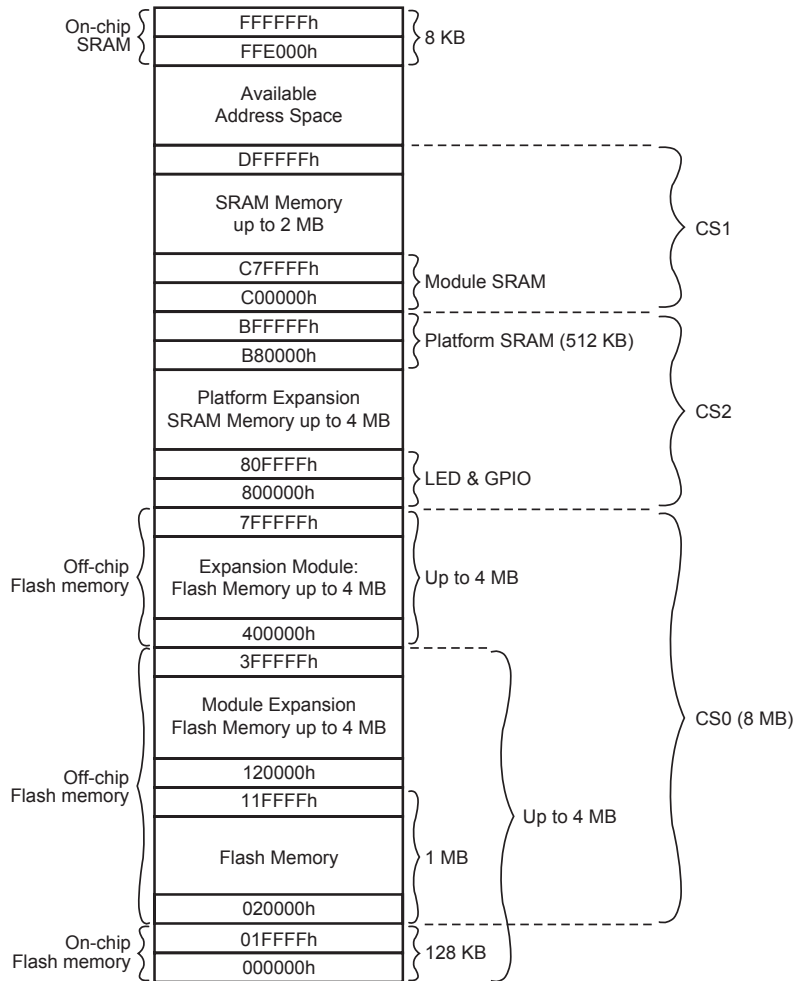 On-chip
SRAM
FFFFFFh
FFE000h
8 KB
Available
Address Space
DFFFFFh
SRAM Memory
up to 2 MB
CS1
C7FFFFh
C00000h
Module SRAM
BFFFFFh
B80000h
Platform SRAM (512 KB)
Platform Expansion
SRAM Memory up to 4 MB
CS2
80FFFFh
800000h
LED & GPIO
7FFFFFh
Off-chip
Flash memory
Expansion Module:
Flash Memory up to 4 MB
Up to 4 MB
400000h
3FFFFFh
Module Expansion
Flash Memory up to 4 MB
CS0 (8 MB)
120000h
Off-chip
Flash memory
11FFFFh
Up to 4 MB
Flash Memory
1 MB
020000h
On-chip
Flash memory
01FFFFh
000000h
128 KB